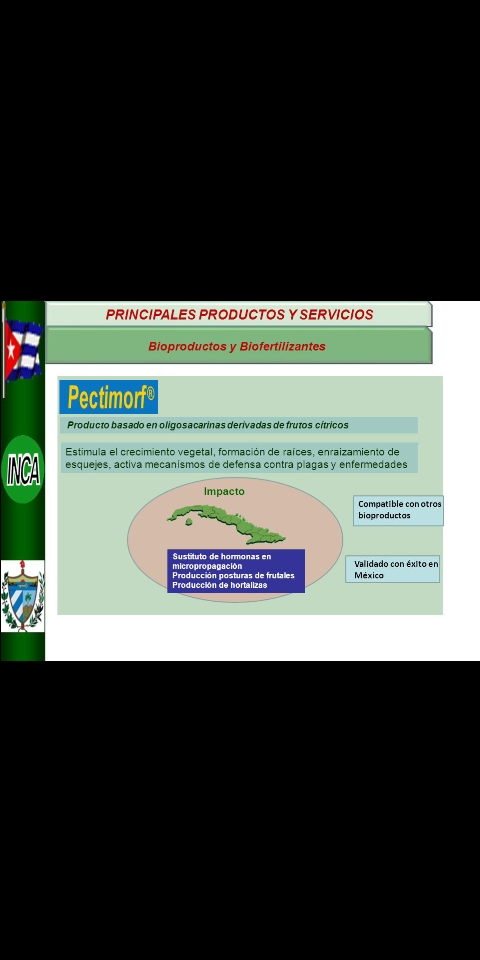 PRINCIPALES PRODUCTOS Y SERVICIOS
Bioproductos y Biofertilizantes
Pectimorf®
Producto basado en oligosacarinas derivadas de frutos cítricos
Estimula el crecimiento vegetal, formación de raíces, enraizamiento de
esquejes, activa mecanísmos de defensa contra plagas y enfermedades
INCA
Impacto
Compatible con otros
bioproductos
Sustituto de hormonas en
micropropagación
Producción posturas de frutales
Producción de hortalizas
Validado con éxito en
México